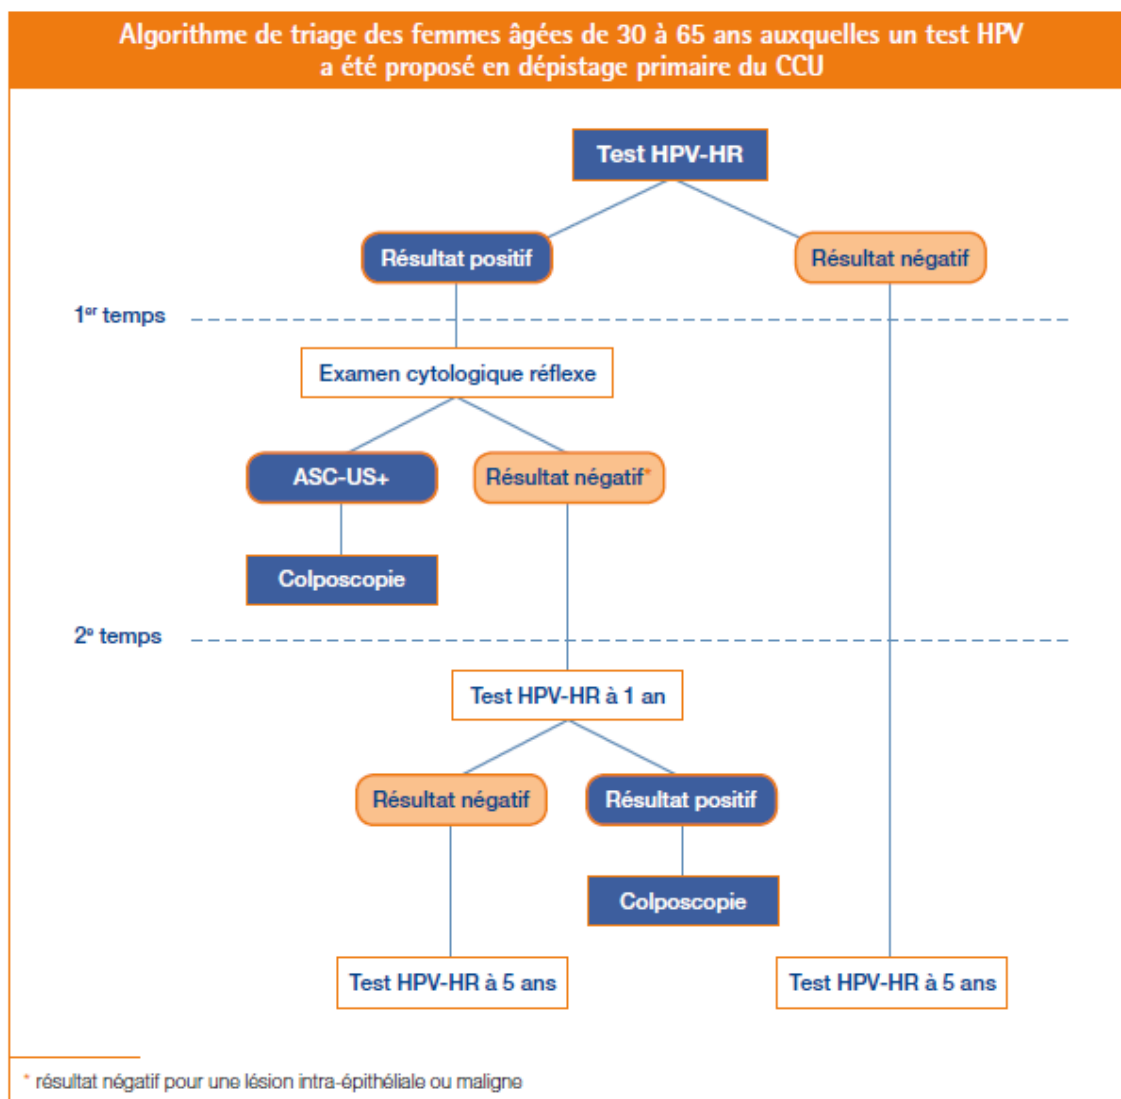 Algorithme de triage des femmes âgées de 30 à 65 ans auxquelles un test HPV
a été proposé en dépistage primaire du CCU
Test HPV-HR
Résultat positif
Résultat négatif
1er temps
Examen cytologique réflexe
ASC-US+
Résultat négatif*
Colposcopie
2e temps
Test HPV-HR à 1 an
Résultat négatif
Résultat positif
Colposcopie
Test HPV-HR à 5 ans
Test HPV-HR à 5 ans
* résultat négatif pour une lésion intra-épithéliale ou maligne